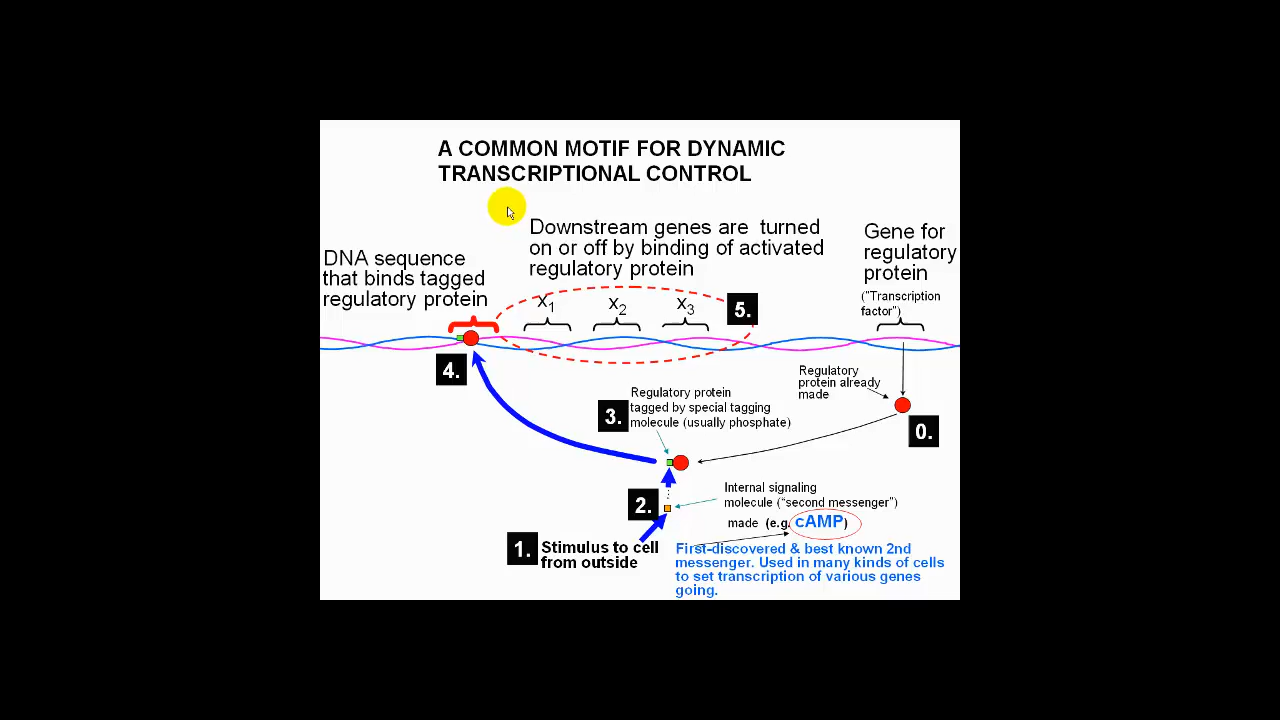 A COMMON MOTIF FOR DYNAMIC
TRANSCRIPTIONAL CONTROL
Downstream genes are turned
on or off by binding of activated
regulatory protein
Gene for
regulatory
protein
("Transcription
factor")
DNA sequence
that binds tagged
regulatory protein
x1
x2
x3
5.
4.
Regulatory
protein already
made
0.
3.
Regulatory protein
tagged by special tagging
molecule (usually phosphate)
2.
Internal signaling
molecule (“second messenger”)
made (e.g. cAMP)
1.
Stimulus to cell
from outside
First-discovered & best known 2nd
messenger. Used in many kinds of cells
to set transcription of various genes
going.